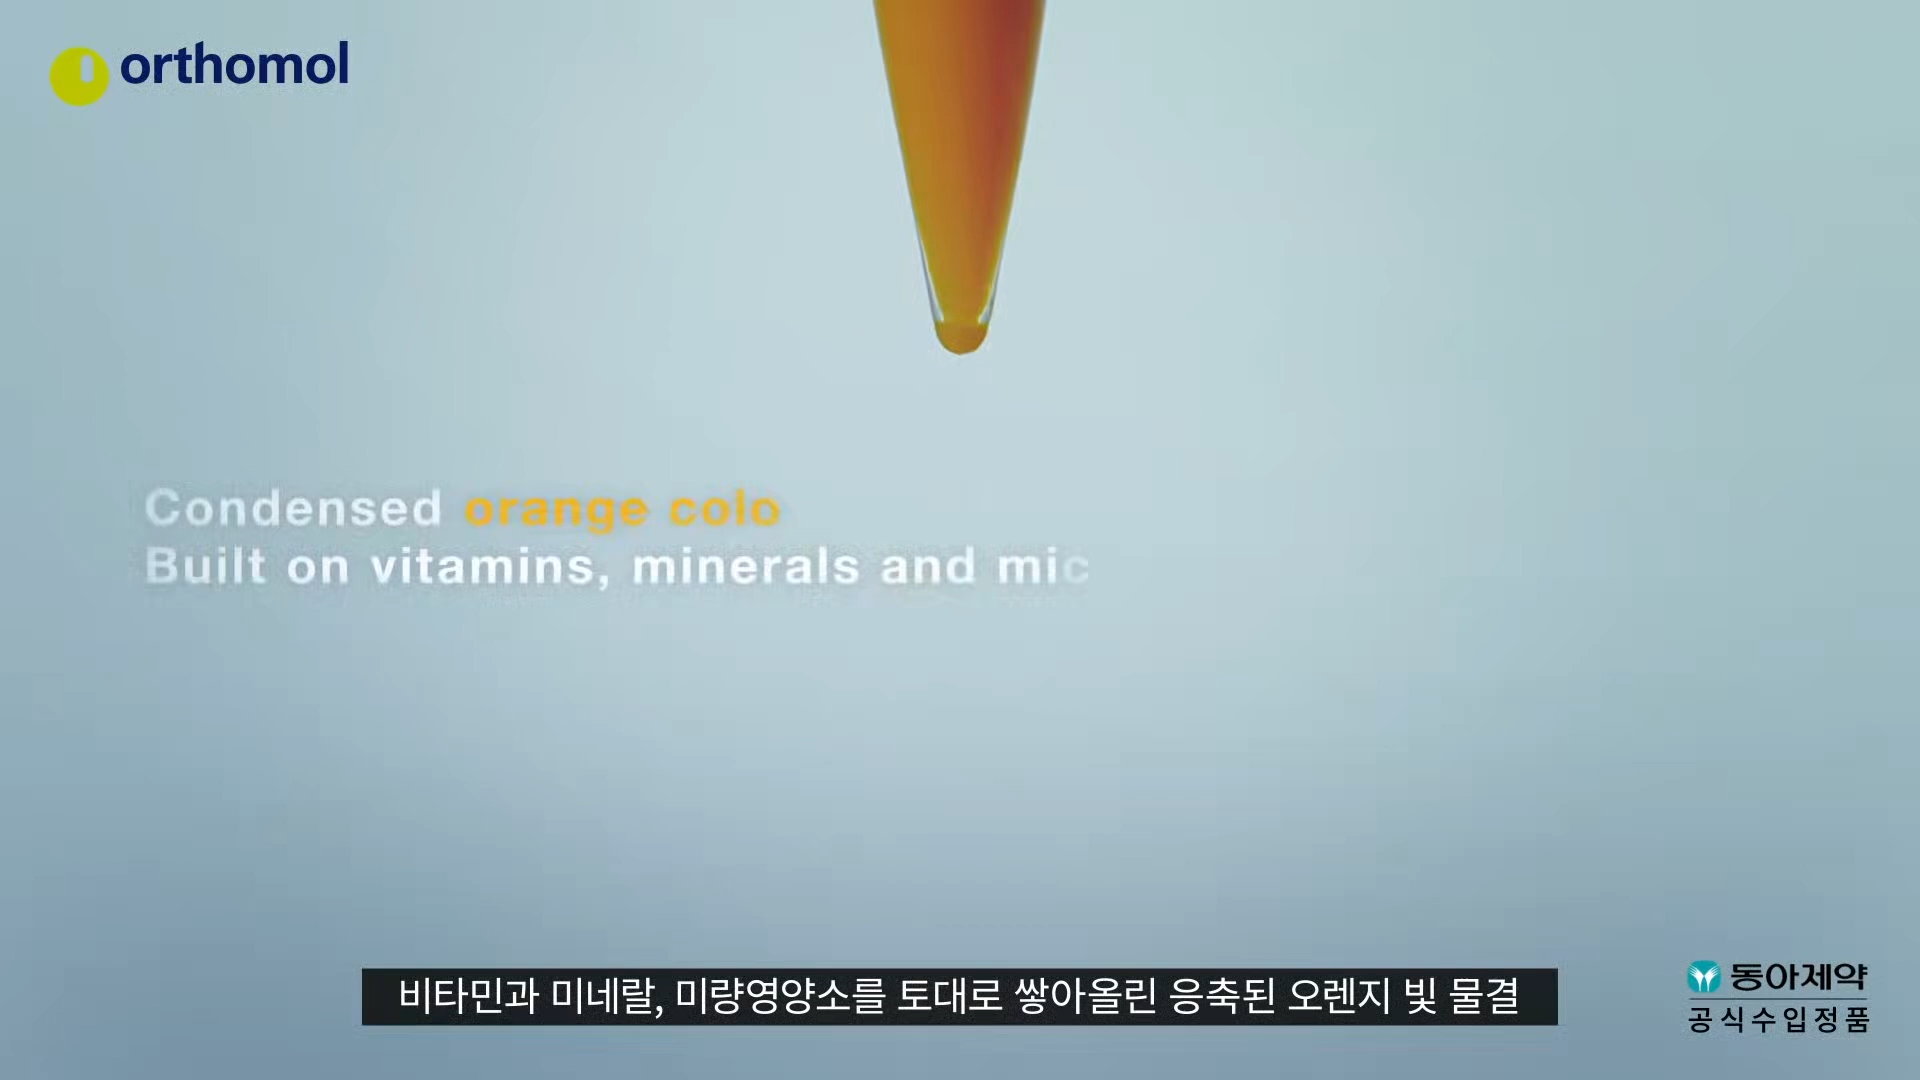 orthomol
Condensed orange colo
Built on vitamins, minerals and mic
비타민과 미네랄, 미량영양소를 토대로 쌓아올린 응축된 오렌지 빛 물결
동아제약
공식수입정품